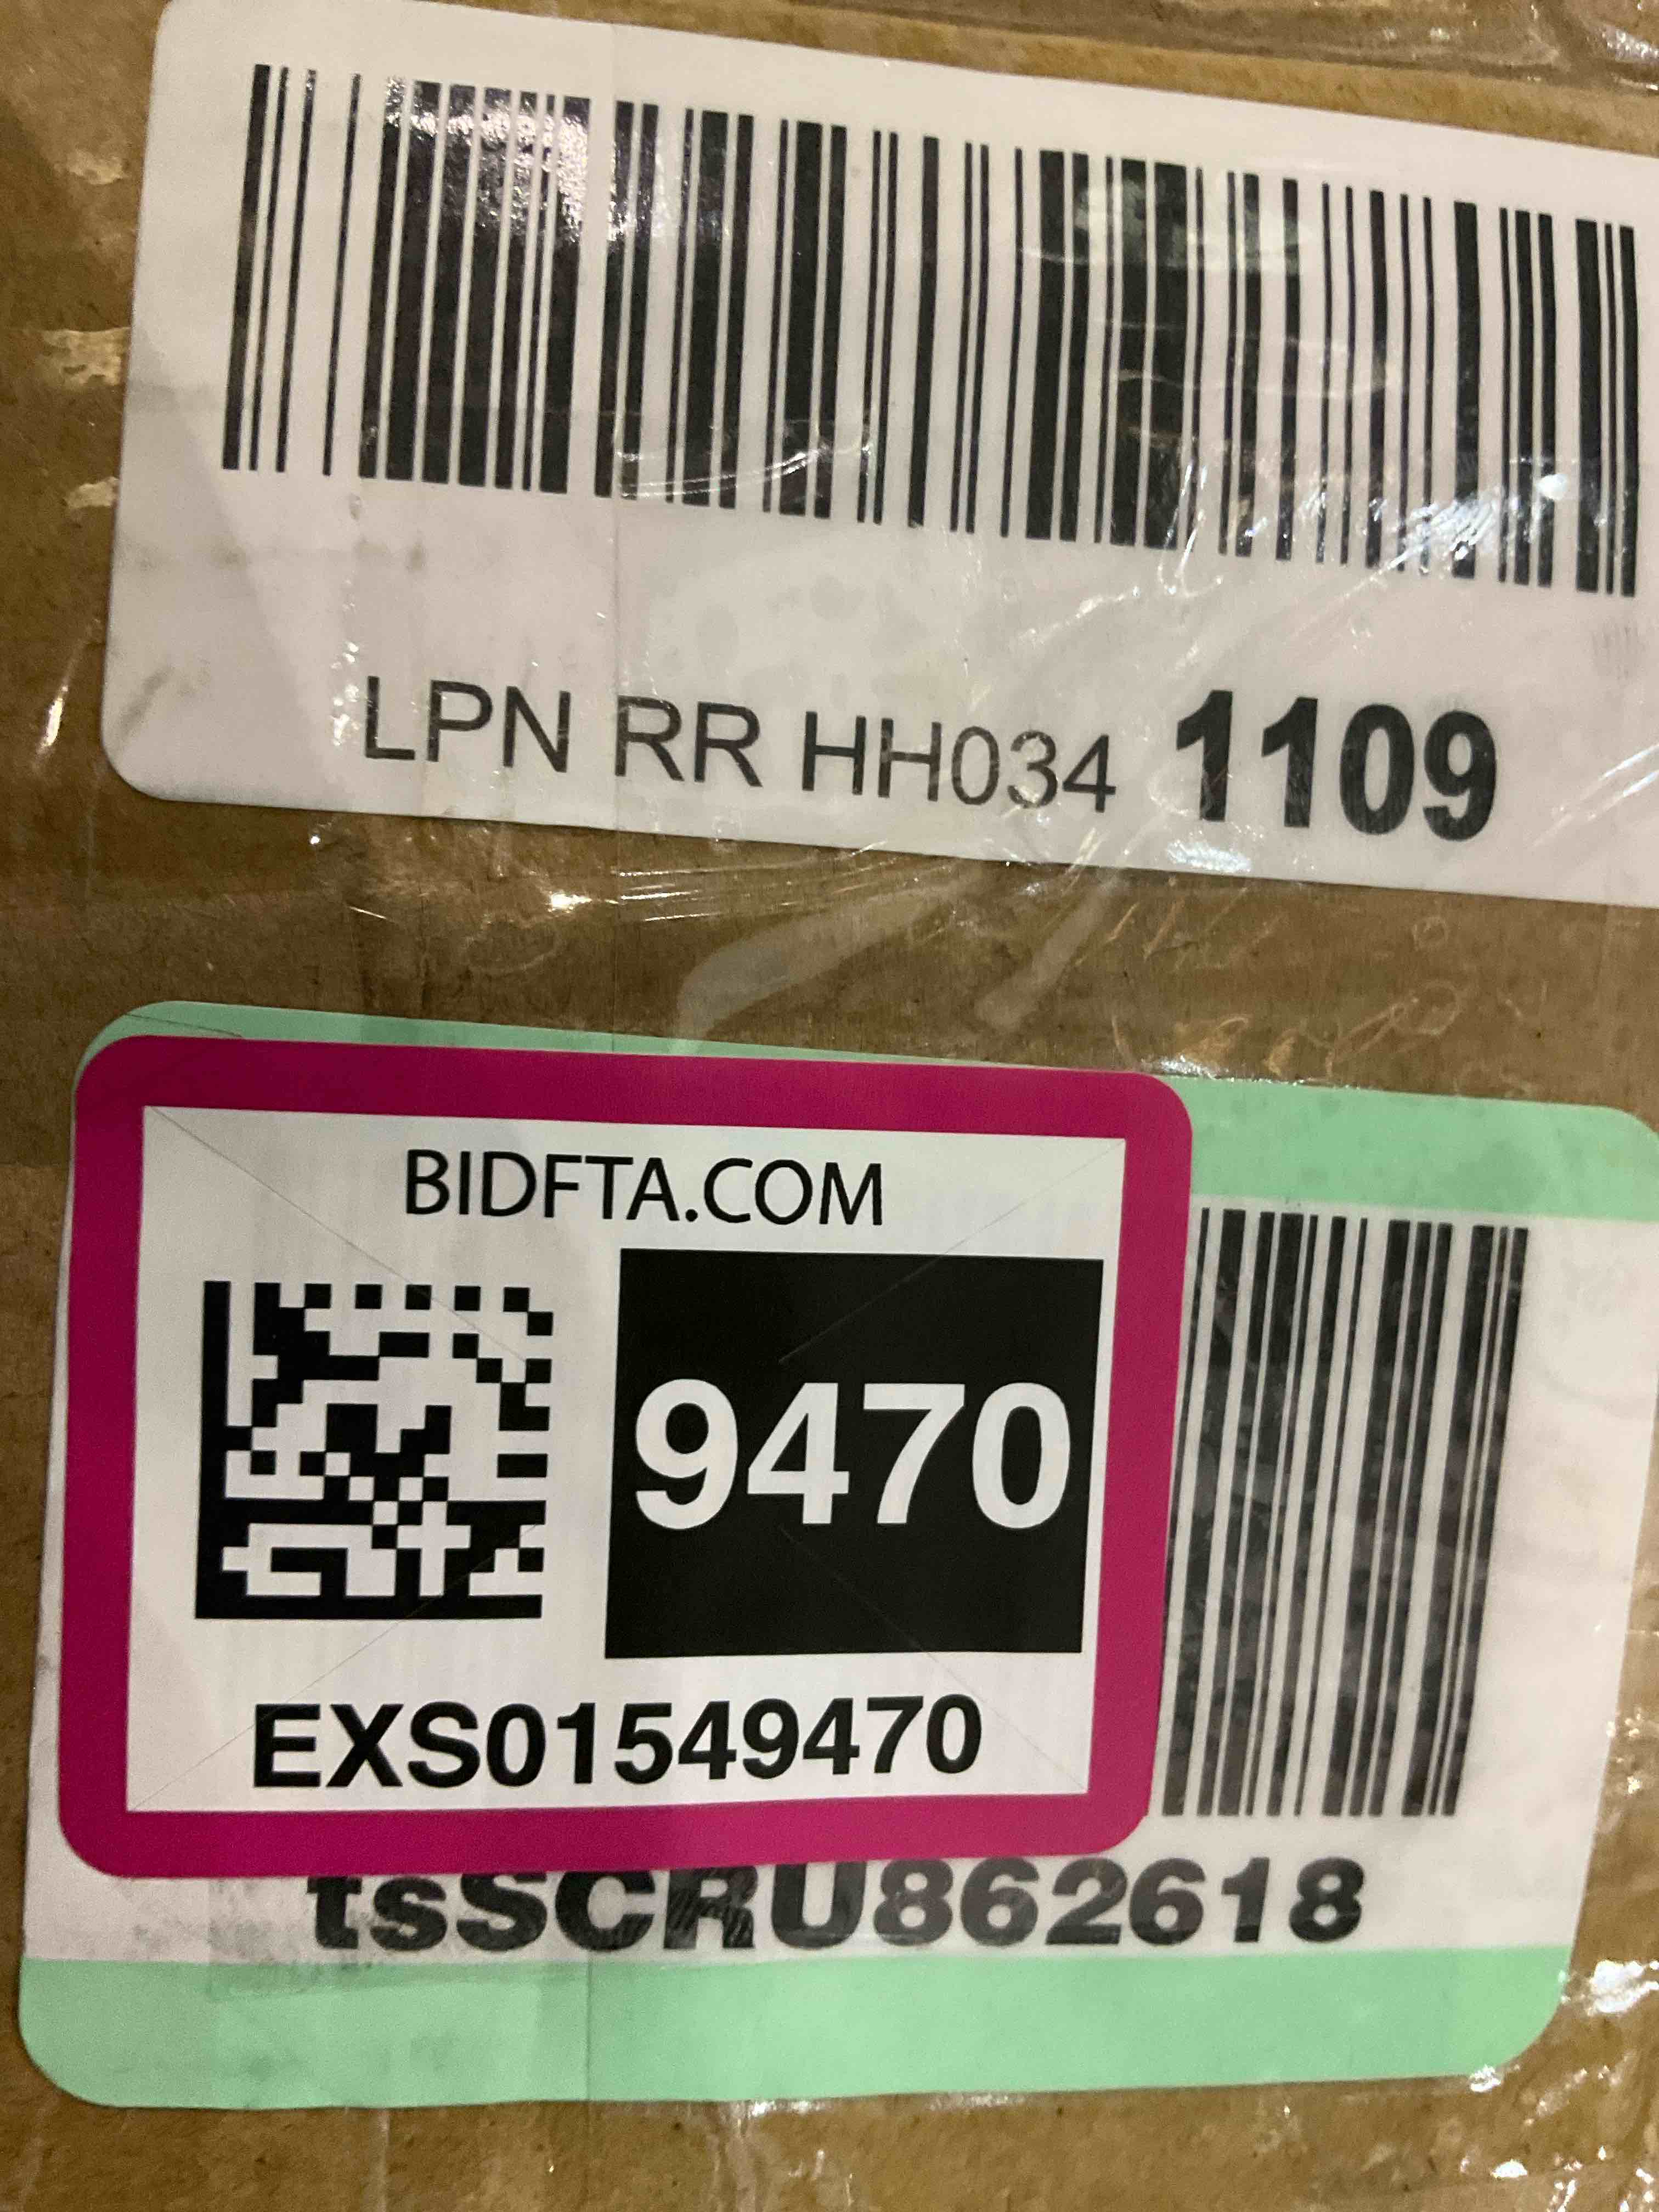 LPN RR HH034 1109
BIDFTA.COM
9470
EXS01549470
tsSCRU862618